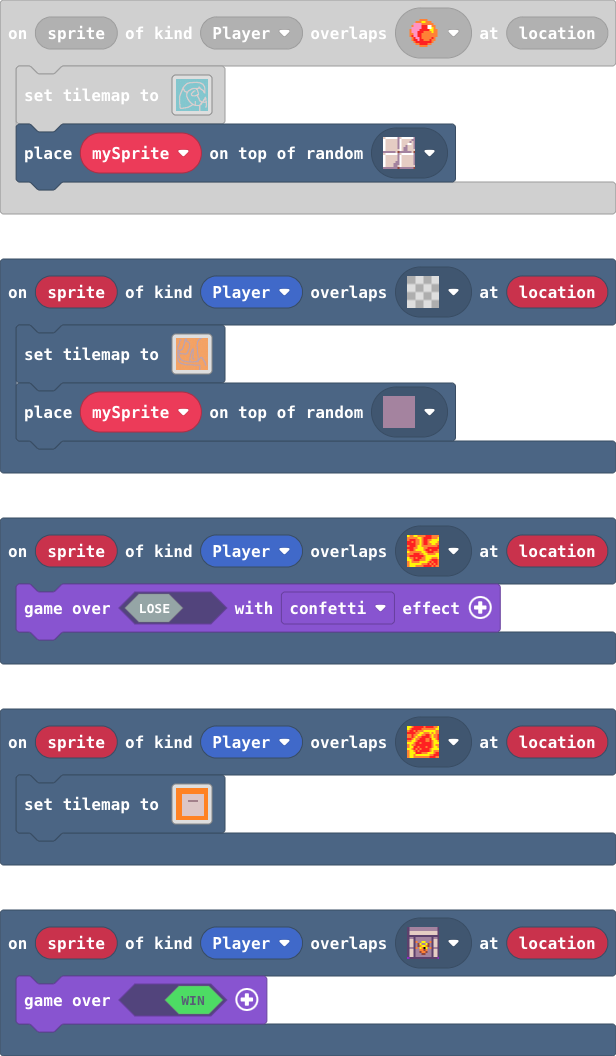 on sprite of kind Player overlaps at location
set tilemap to
place mySprite on top of random
on sprite of kind Player overlaps at location
set tilemap to
place mySprite on top of random
on sprite of kind Player overlaps at location
game over LOSE with confetti effect
on sprite of kind Player overlaps at location
set tilemap to
on sprite of kind Player overlaps at location
game over WIN